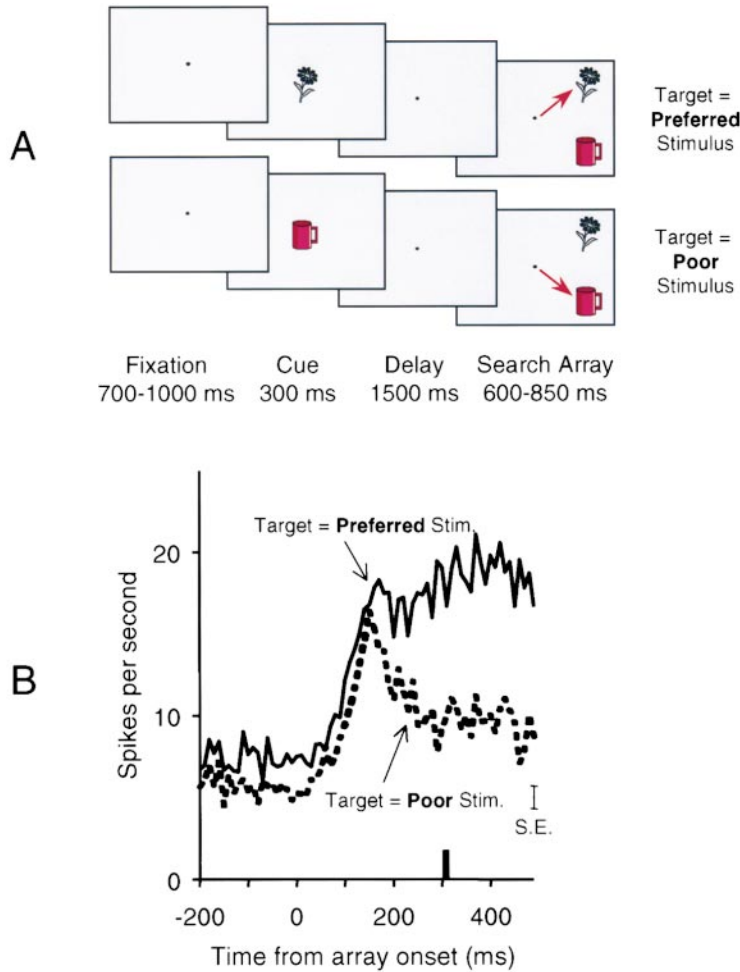 A
Target =
Preferred
Stimulus
Target =
Poor
Stimulus
Fixation Cue Delay Search Array
700-1000 ms 300 ms 1500 ms 600-850 ms
B
Spikes per second
20
10
0
Target = Preferred Stim.
Target = Poor Stim.
S.E.
-200 0 200 400
Time from array onset (ms)